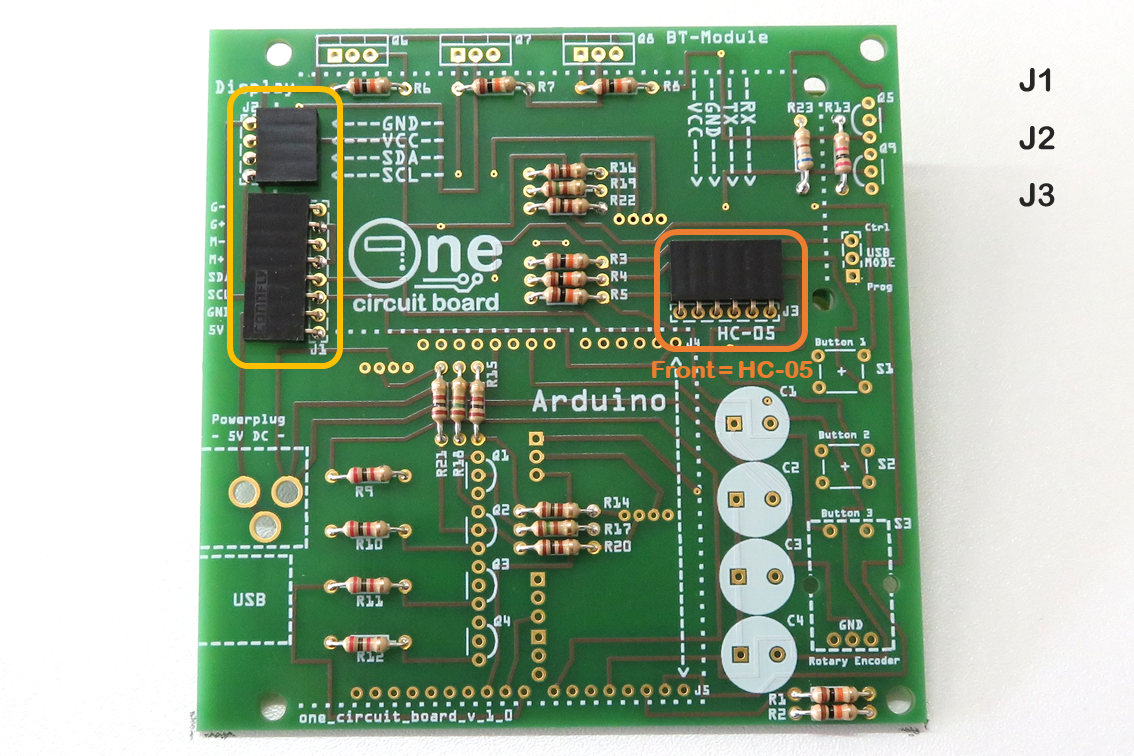 Q6
Q7
Q8 BT-Module
J1
J2
J3
Display
R6
R7
R8
J2
GND
VCC
SDA
SCL
VCC
GND
TX
RX
R23 R13
Q5
Q9
R16
R19
R22
G-
G+
M-
M+
SDA
SCL
GND
5V
J1
One
circuit board
R3
R4
R5
J3
HC-05
Front = HC-05
Ctrl
USB
MODE
Prog
J4
Button 1
S1
R15
Arduino
C1
Powerplug
- 5V DC -
Button 2
S2
R21
R18
Q1
C2
R9
Q2
R14
R17
R20
Button 3
S3
R10
C3
Q3
USB
R11
Q4
C4
GND
R12
Rotary Encoder
J5
R1
R2
one_circuit_board_v_1_0